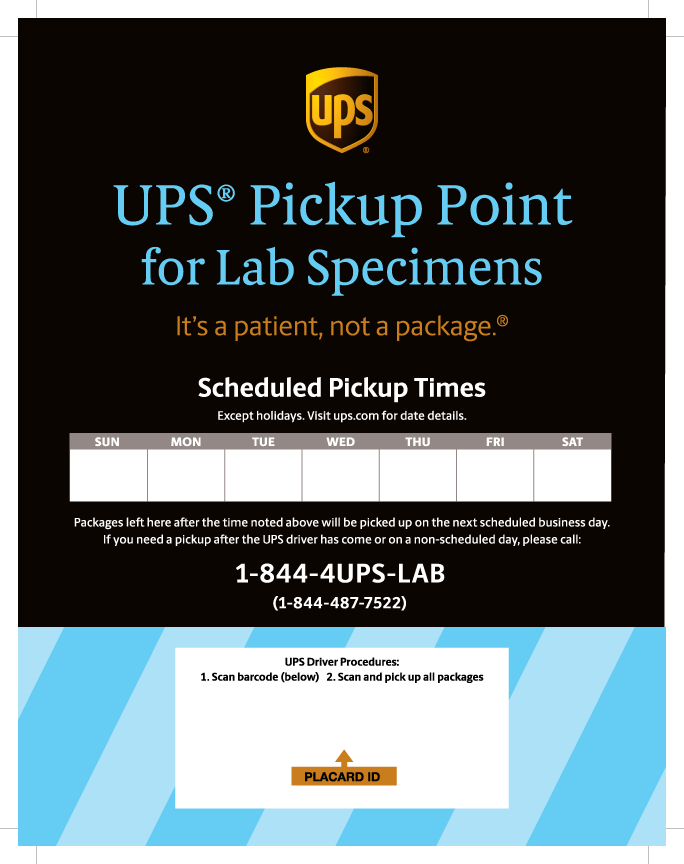 ups
®
UPS® Pickup Point
for Lab Specimens
It's a patient, not a package.®
Scheduled Pickup Times
Except holidays. Visit ups.com for date details.
SUN MON TUE WED THU FRI SAT
Packages left here after the time noted above will be picked up on the next scheduled business day.
If you need a pickup after the UPS driver has come or on a non-scheduled day, please call:
1-844-4UPS-LAB
(1-844-487-7522)
UPS Driver Procedures:
1. Scan barcode (below) 2. Scan and pick up all packages
PLACARD ID